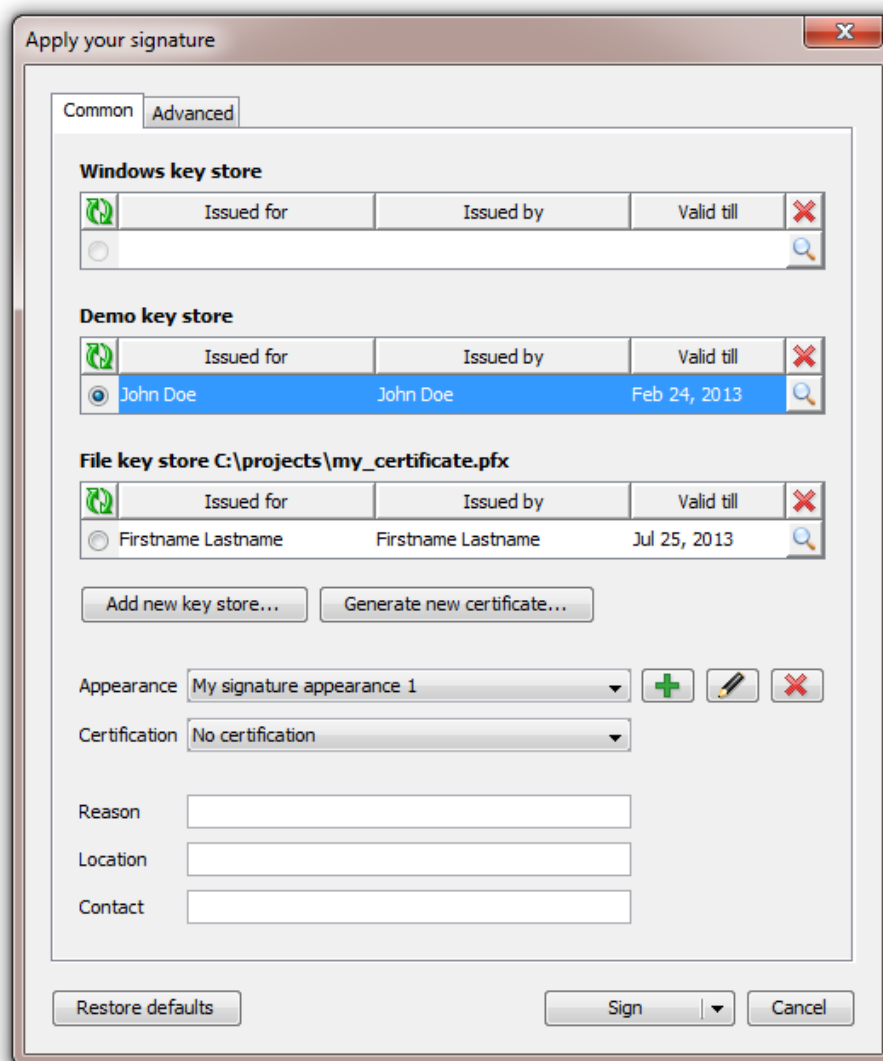 Apply your signature
Common Advanced
Windows key store
Issued for Issued by Valid till
Demo key store
Issued for Issued by Valid till
John Doe John Doe Feb 24, 2013
File key store C:\projects\my_certificate.pfx
Issued for Issued by Valid till
Firstname Lastname Firstname Lastname Jul 25, 2013
Add new key store... Generate new certificate...
Appearance My signature appearance 1
Certification No certification
Reason
Location
Contact
Restore defaults Sign Cancel